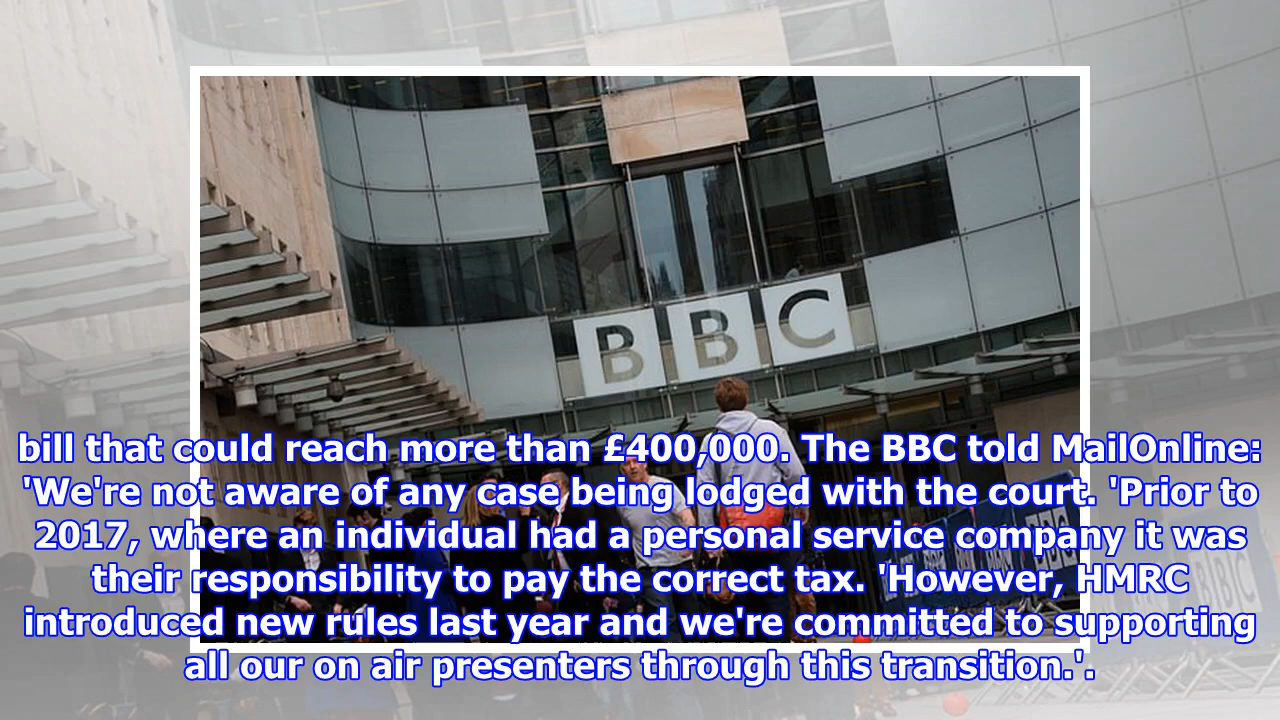 BBC
bill that could reach more than £400,000. The BBC told MailOnline:
'We're not aware of any case being lodged with the court. 'Prior to
2017, where an individual had a personal service company it was
their responsibility to pay the correct tax. 'However, HMRC
introduced new rules last year and we're committed to supporting
all our on air presenters through this transition.'.